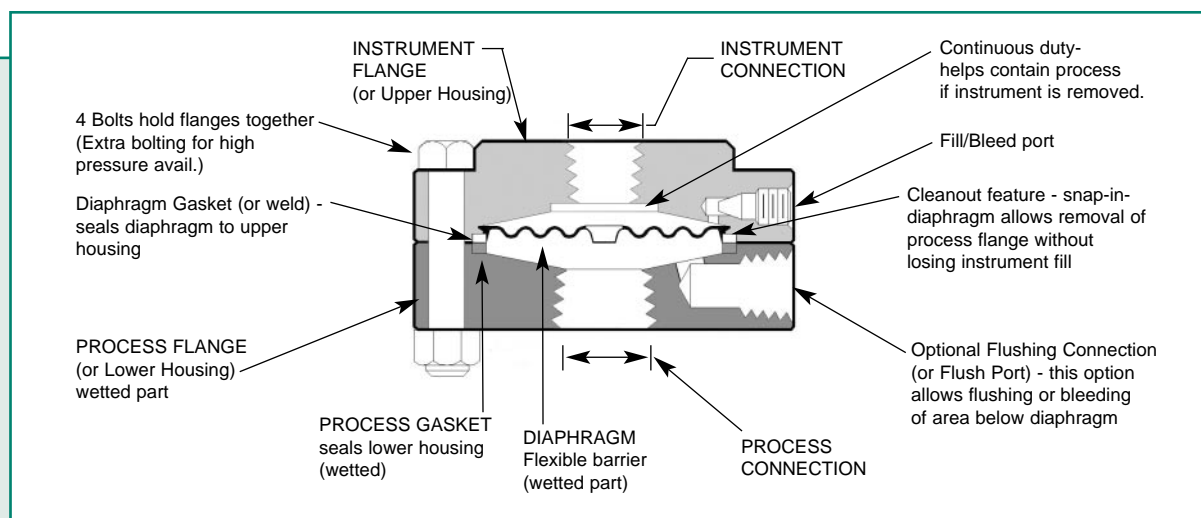 INSTRUMENT
FLANGE
(or Upper Housing)
INSTRUMENT
CONNECTION
Continuous duty-
helps contain process
if instrument is removed.
4 Bolts hold flanges together
(Extra bolting for high
pressure avail.)
Fill/Bleed port
Diaphragm Gasket (or weld) -
seals diaphragm to upper
housing
Cleanout feature - snap-in-
diaphragm allows removal of
process flange without
losing instrument fill
PROCESS FLANGE
(or Lower Housing)
wetted part
Optional Flushing Connection
(or Flush Port) - this option
allows flushing or bleeding
of area below diaphragm
PROCESS GASKET
seals lower housing
(wetted)
DIAPHRAGM
Flexible barrier
(wetted part)
PROCESS
CONNECTION